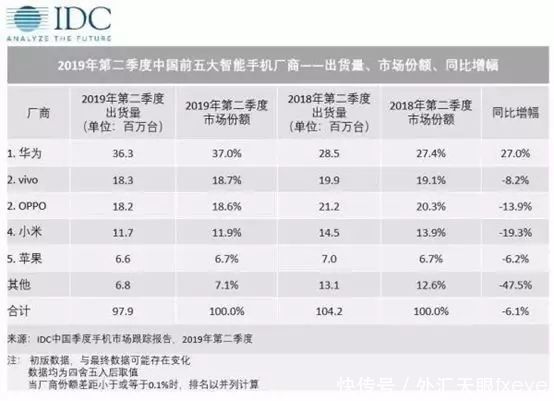 IDC
ANALYZE THE FUTURE
2019年第二季度中国前五大智能手机厂商——出货量、市场份额、同比增幅
厂商 2019年第二季度出货量（单位：百万台） 2019年第二季度市场份额 2018年第二季度出货量（单位：百万台） 2018年第二季度市场份额 同比增幅
1. 华为 36.3 37.0% 28.5 27.4% 27.0%
2. vivo 18.3 18.7% 19.9 19.1% -8.2%
2. OPPO 18.2 18.6% 21.2 20.3% -13.9%
4. 小米 11.7 11.9% 14.5 13.9% -19.3%
5. 苹果 6.6 6.7% 7.0 6.7% -6.2%
其他 6.8 7.1% 13.1 12.6% -47.5%
合计 97.9 100.0% 104.2 100.0% -6.1%
来源：IDC中国季度手机市场跟踪报告，2019年第二季度
注： 初版数据，与最终数据可能存在变化
数据均为四舍五入后取值
当厂商份额差距小于或等于0.1%时，排名以并列计算
快传号/外汇天眼fxeye